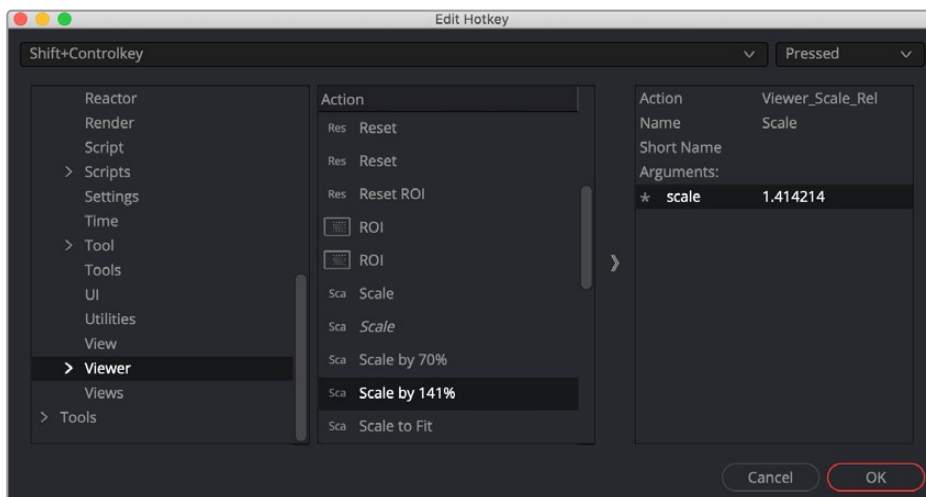 Edit Hotkey
Shift+Controlkey
Pressed
Reactor
Render
Script
Scripts
Settings
Time
Tool
Tools
UI
Utilities
View
Viewer
Views
Tools
Action
Res Reset
Res Reset
Res Reset ROI
ROI
ROI
Sca Scale
Sca Scale
Sca Scale by 70%
Sca Scale by 141%
Sca Scale to Fit
Action Viewer_Scale_Rel
Name Scale
Short Name
Arguments:
* scale 1.414214
Cancel
OK